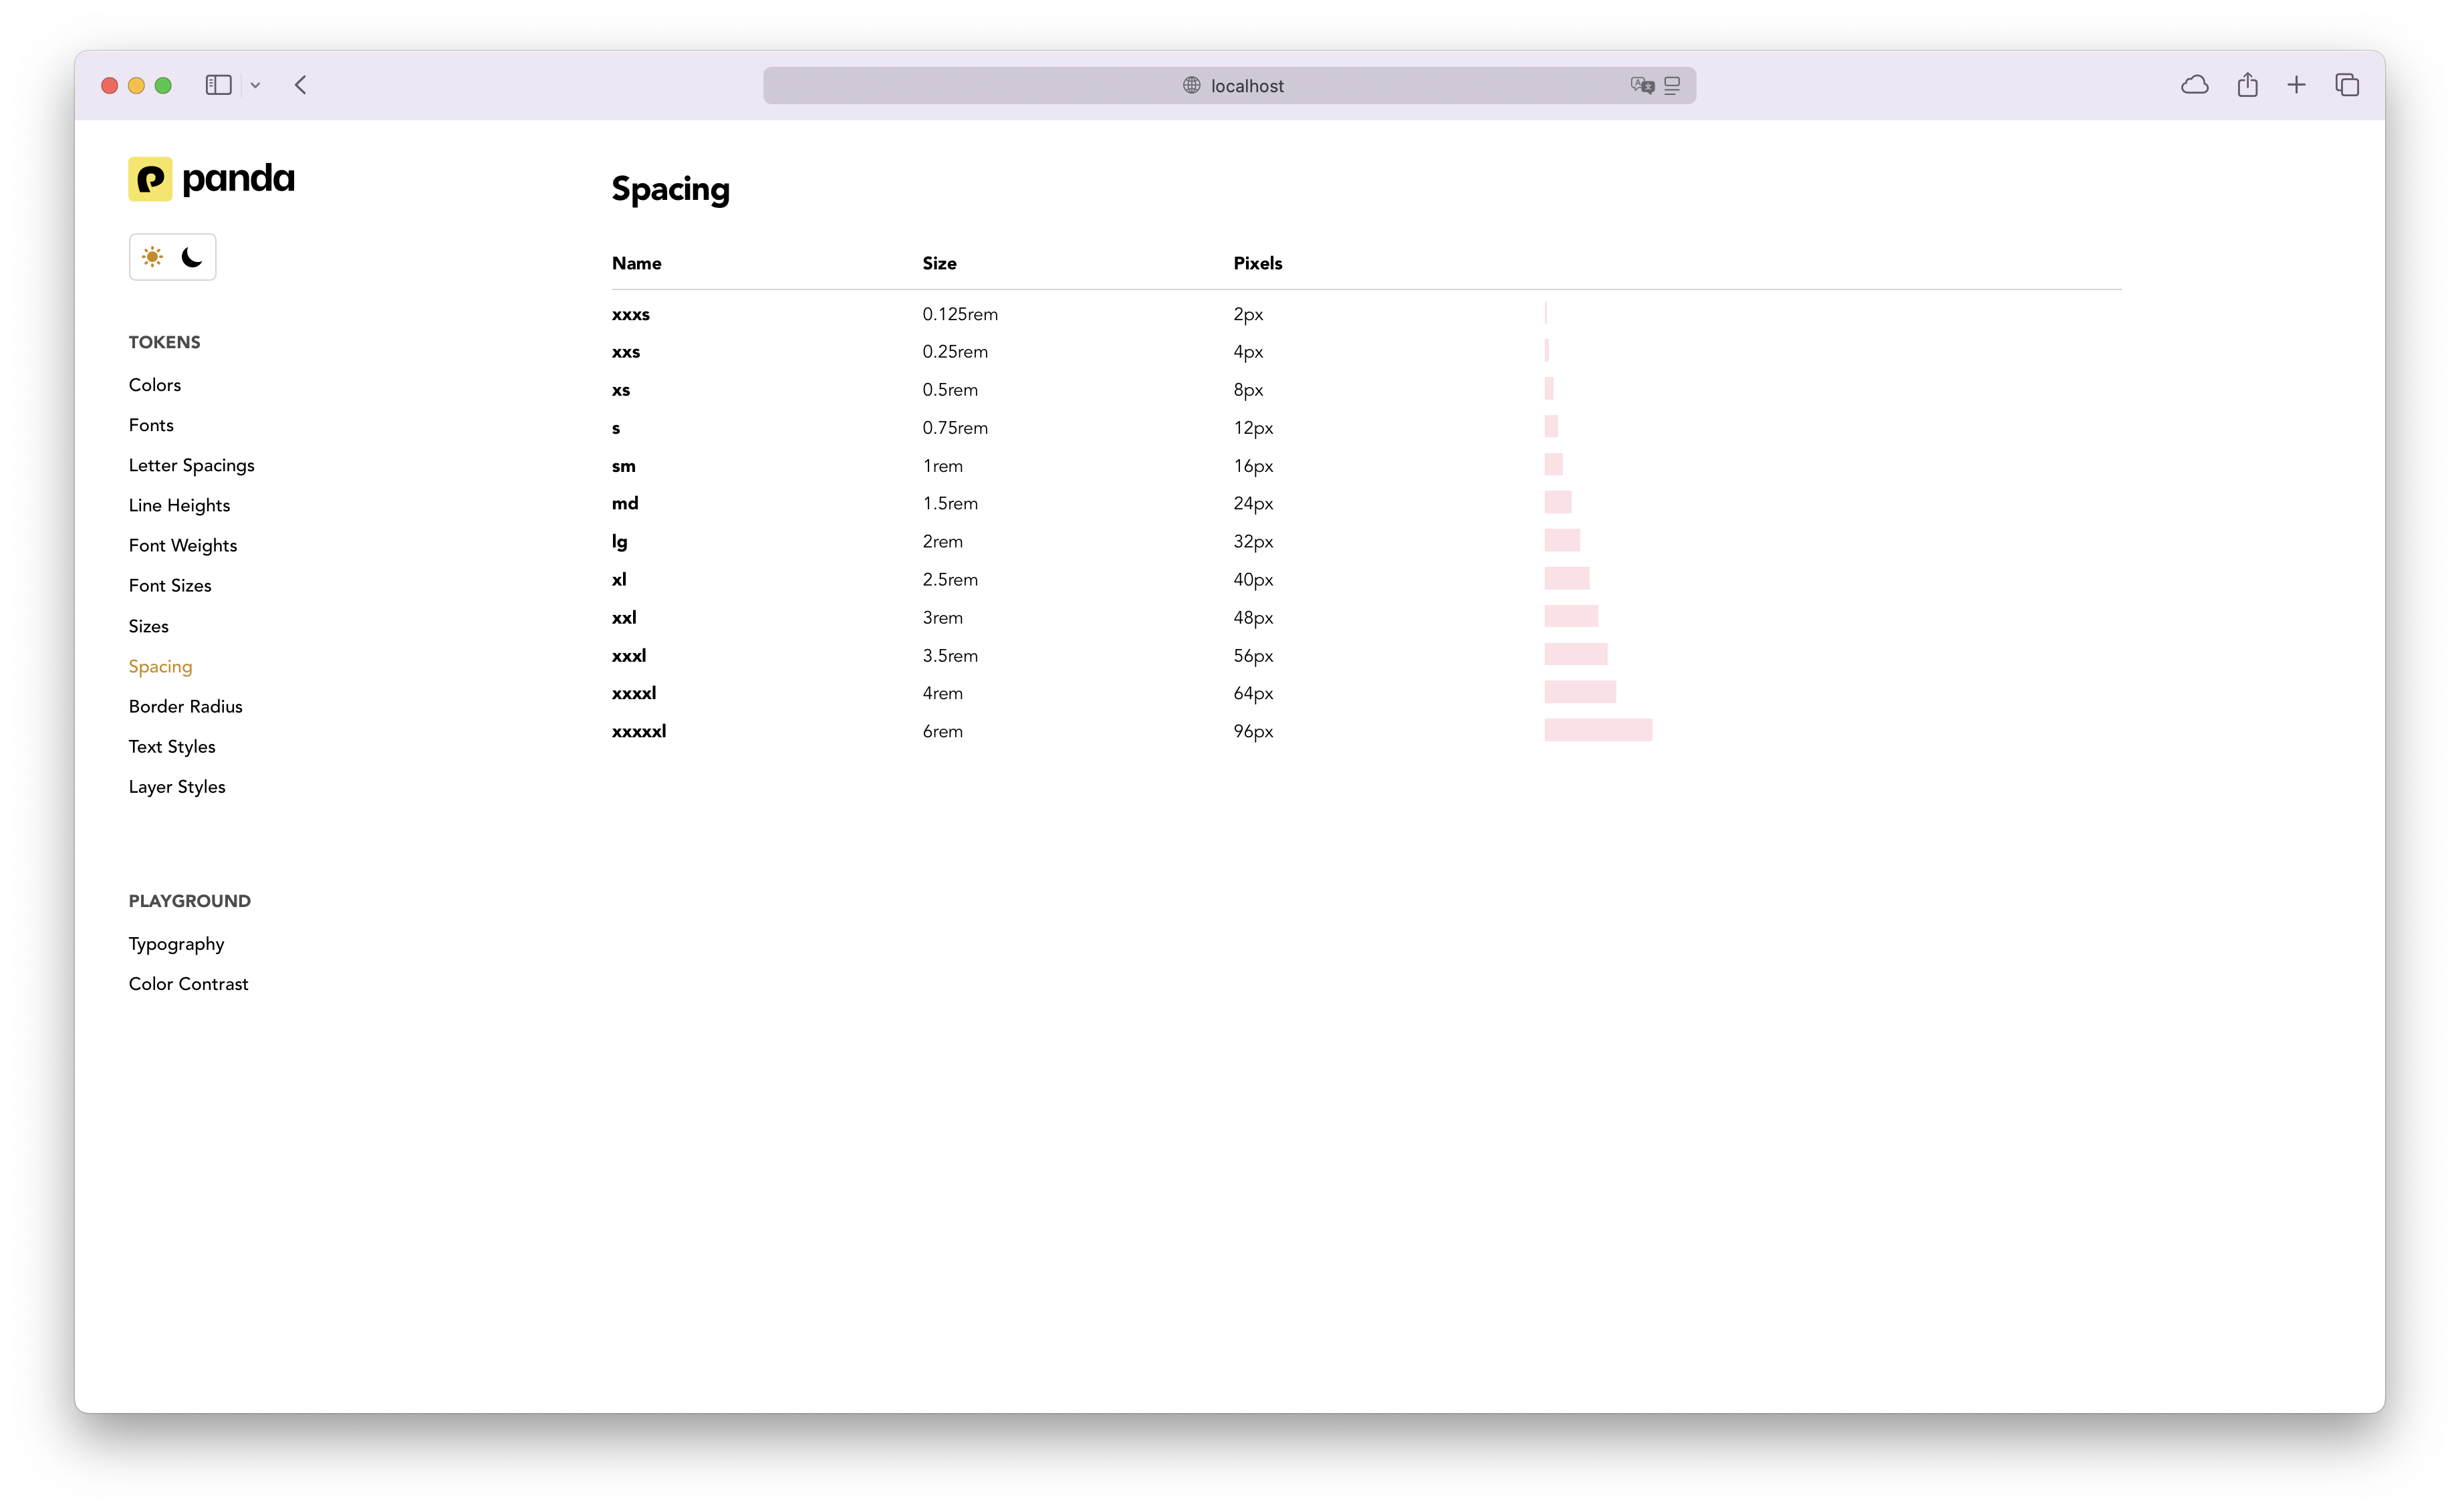 localhost
panda
TOKENS
Colors
Fonts
Letter Spacings
Line Heights
Font Weights
Font Sizes
Sizes
Spacing
Border Radius
Text Styles
Layer Styles
PLAYGROUND
Typography
Color Contrast
Spacing
Name Size Pixels
xxxs 0.125rem 2px
xxs 0.25rem 4px
xs 0.5rem 8px
s 0.75rem 12px
sm 1rem 16px
md 1.5rem 24px
lg 2rem 32px
xl 2.5rem 40px
xxl 3rem 48px
xxxl 3.5rem 56px
xxxxl 4rem 64px
xxxxxl 6rem 96px